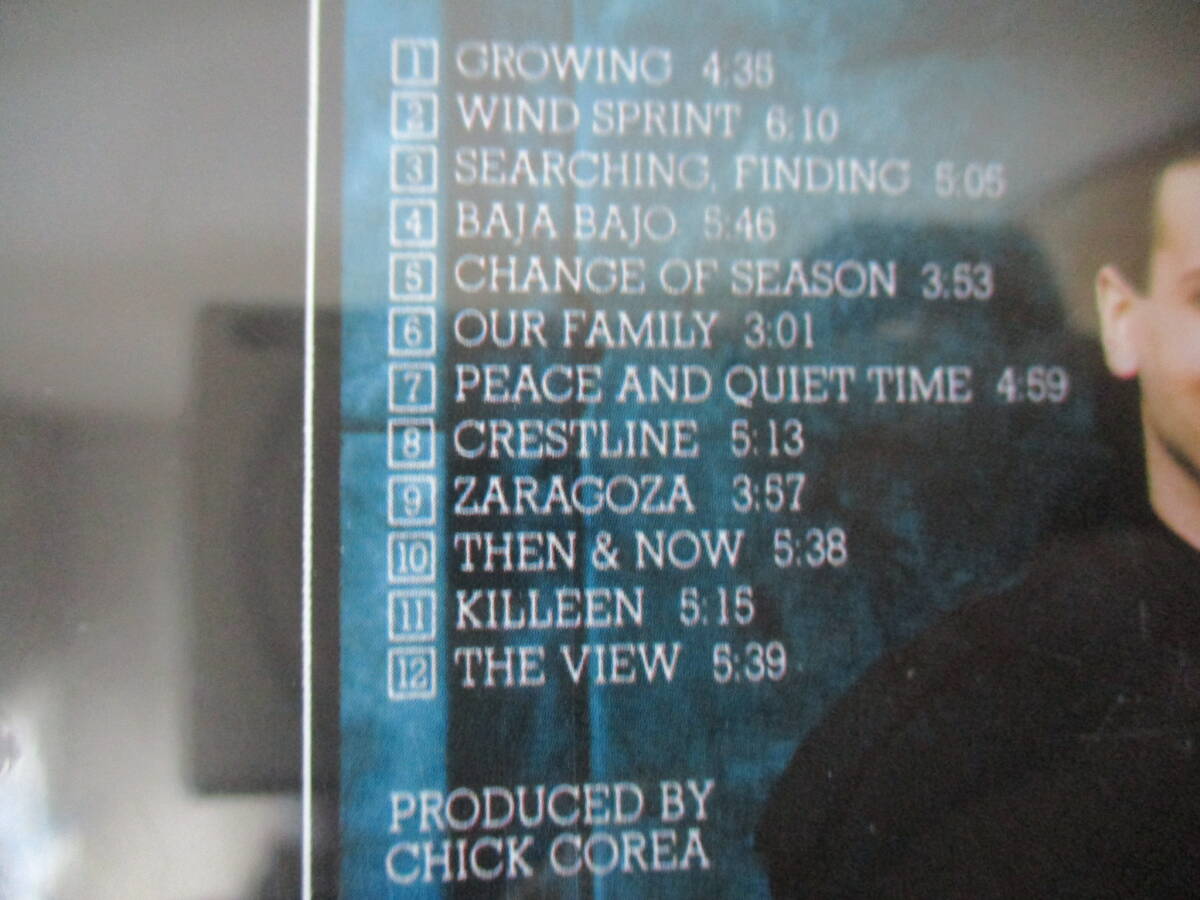 1 GROWING 4:35
2 WIND SPRINT 6:10
3 SEARCHING, FINDING 5:05
4 BAJA BAJO 5:46
5 CHANGE OF SEASON 3:53
6 OUR FAMILY 3:01
7 PEACE AND QUIET TIME 4:59
8 CRESTLINE 5:13
9 ZARAGOZA 3:57
10 THEN & NOW 5:38
11 KILLEEN 5:15
12 THE VIEW 5:39
PRODUCED BY
CHICK COREA